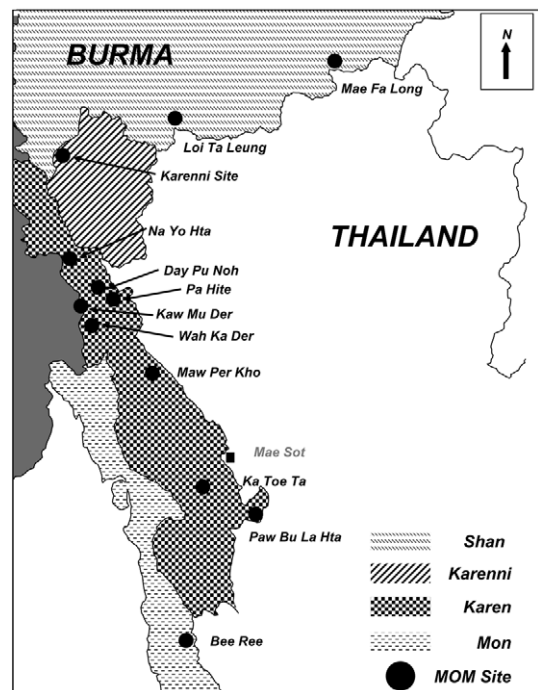 N
BURMA
Mae Fa Long
Loi Ta Leung
Karenni Site
THAILAND
Na Yo Hta
Day Pu Noh
Pa Hite
Kaw Mu Der
Wah Ka Der
Maw Per Kho
Mae Sot
Ka Toe Ta
Paw Bu La Hta
Shan
Karenni
Karen
Mon
Bee Ree
MOM Site